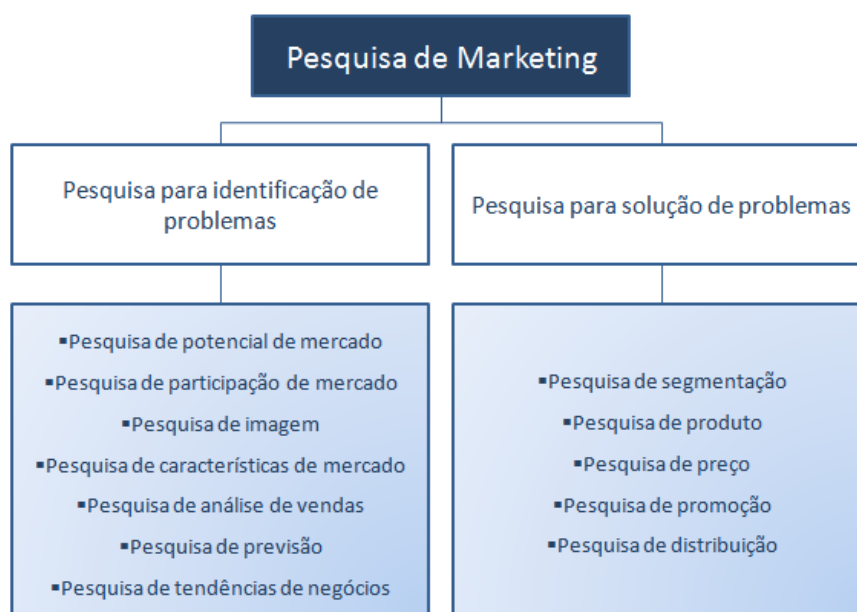 Pesquisa de Marketing
Pesquisa para identificação de
problemas
Pesquisa para solução de problemas
▪Pesquisa de potencial de mercado
▪Pesquisa de participação de mercado
▪Pesquisa de imagem
▪Pesquisa de características de mercado
▪Pesquisa de análise de vendas
▪Pesquisa de previsão
▪Pesquisa de tendências de negócios
▪Pesquisa de segmentação
▪Pesquisa de produto
▪Pesquisa de preço
▪Pesquisa de promoção
▪Pesquisa de distribuição